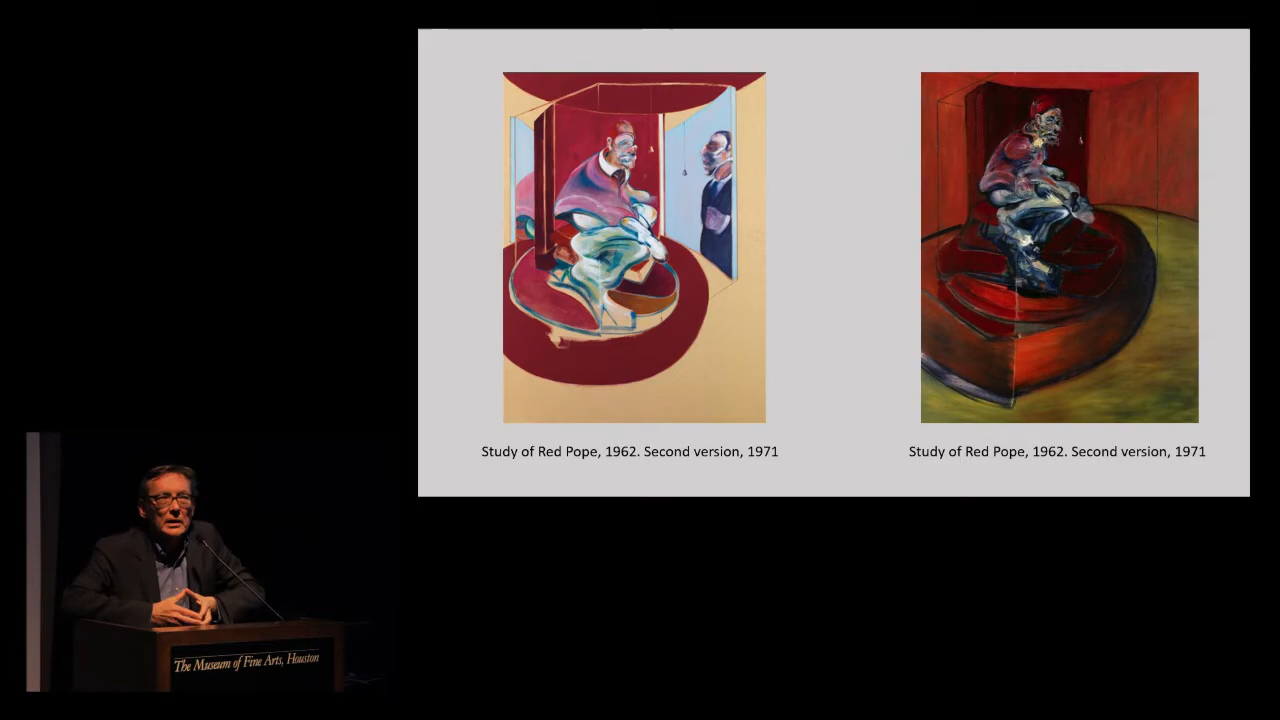 Study of Red Pope, 1962. Second version, 1971
Study of Red Pope, 1962. Second version, 1971
The Museum of Fine Arts, Houston